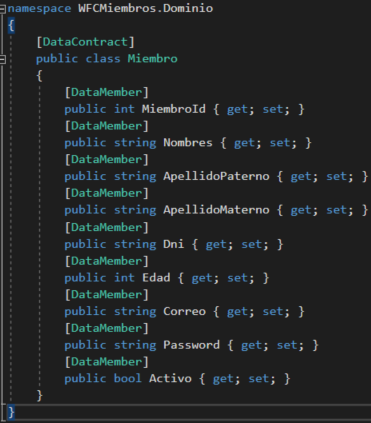 namespace WFCMiembros.Dominio
{
[DataContract]
public class Miembro
{
[DataMember]
public int MiembroId { get; set; }
[DataMember]
public string Nombres { get; set; }
[DataMember]
public string ApellidoPaterno { get; set; }
[DataMember]
public string ApellidoMaterno { get; set; }
[DataMember]
public string Dni { get; set; }
[DataMember]
public int Edad { get; set; }
[DataMember]
public string Correo { get; set; }
[DataMember]
public string Password { get; set; }
[DataMember]
public bool Activo { get; set; }
}
}